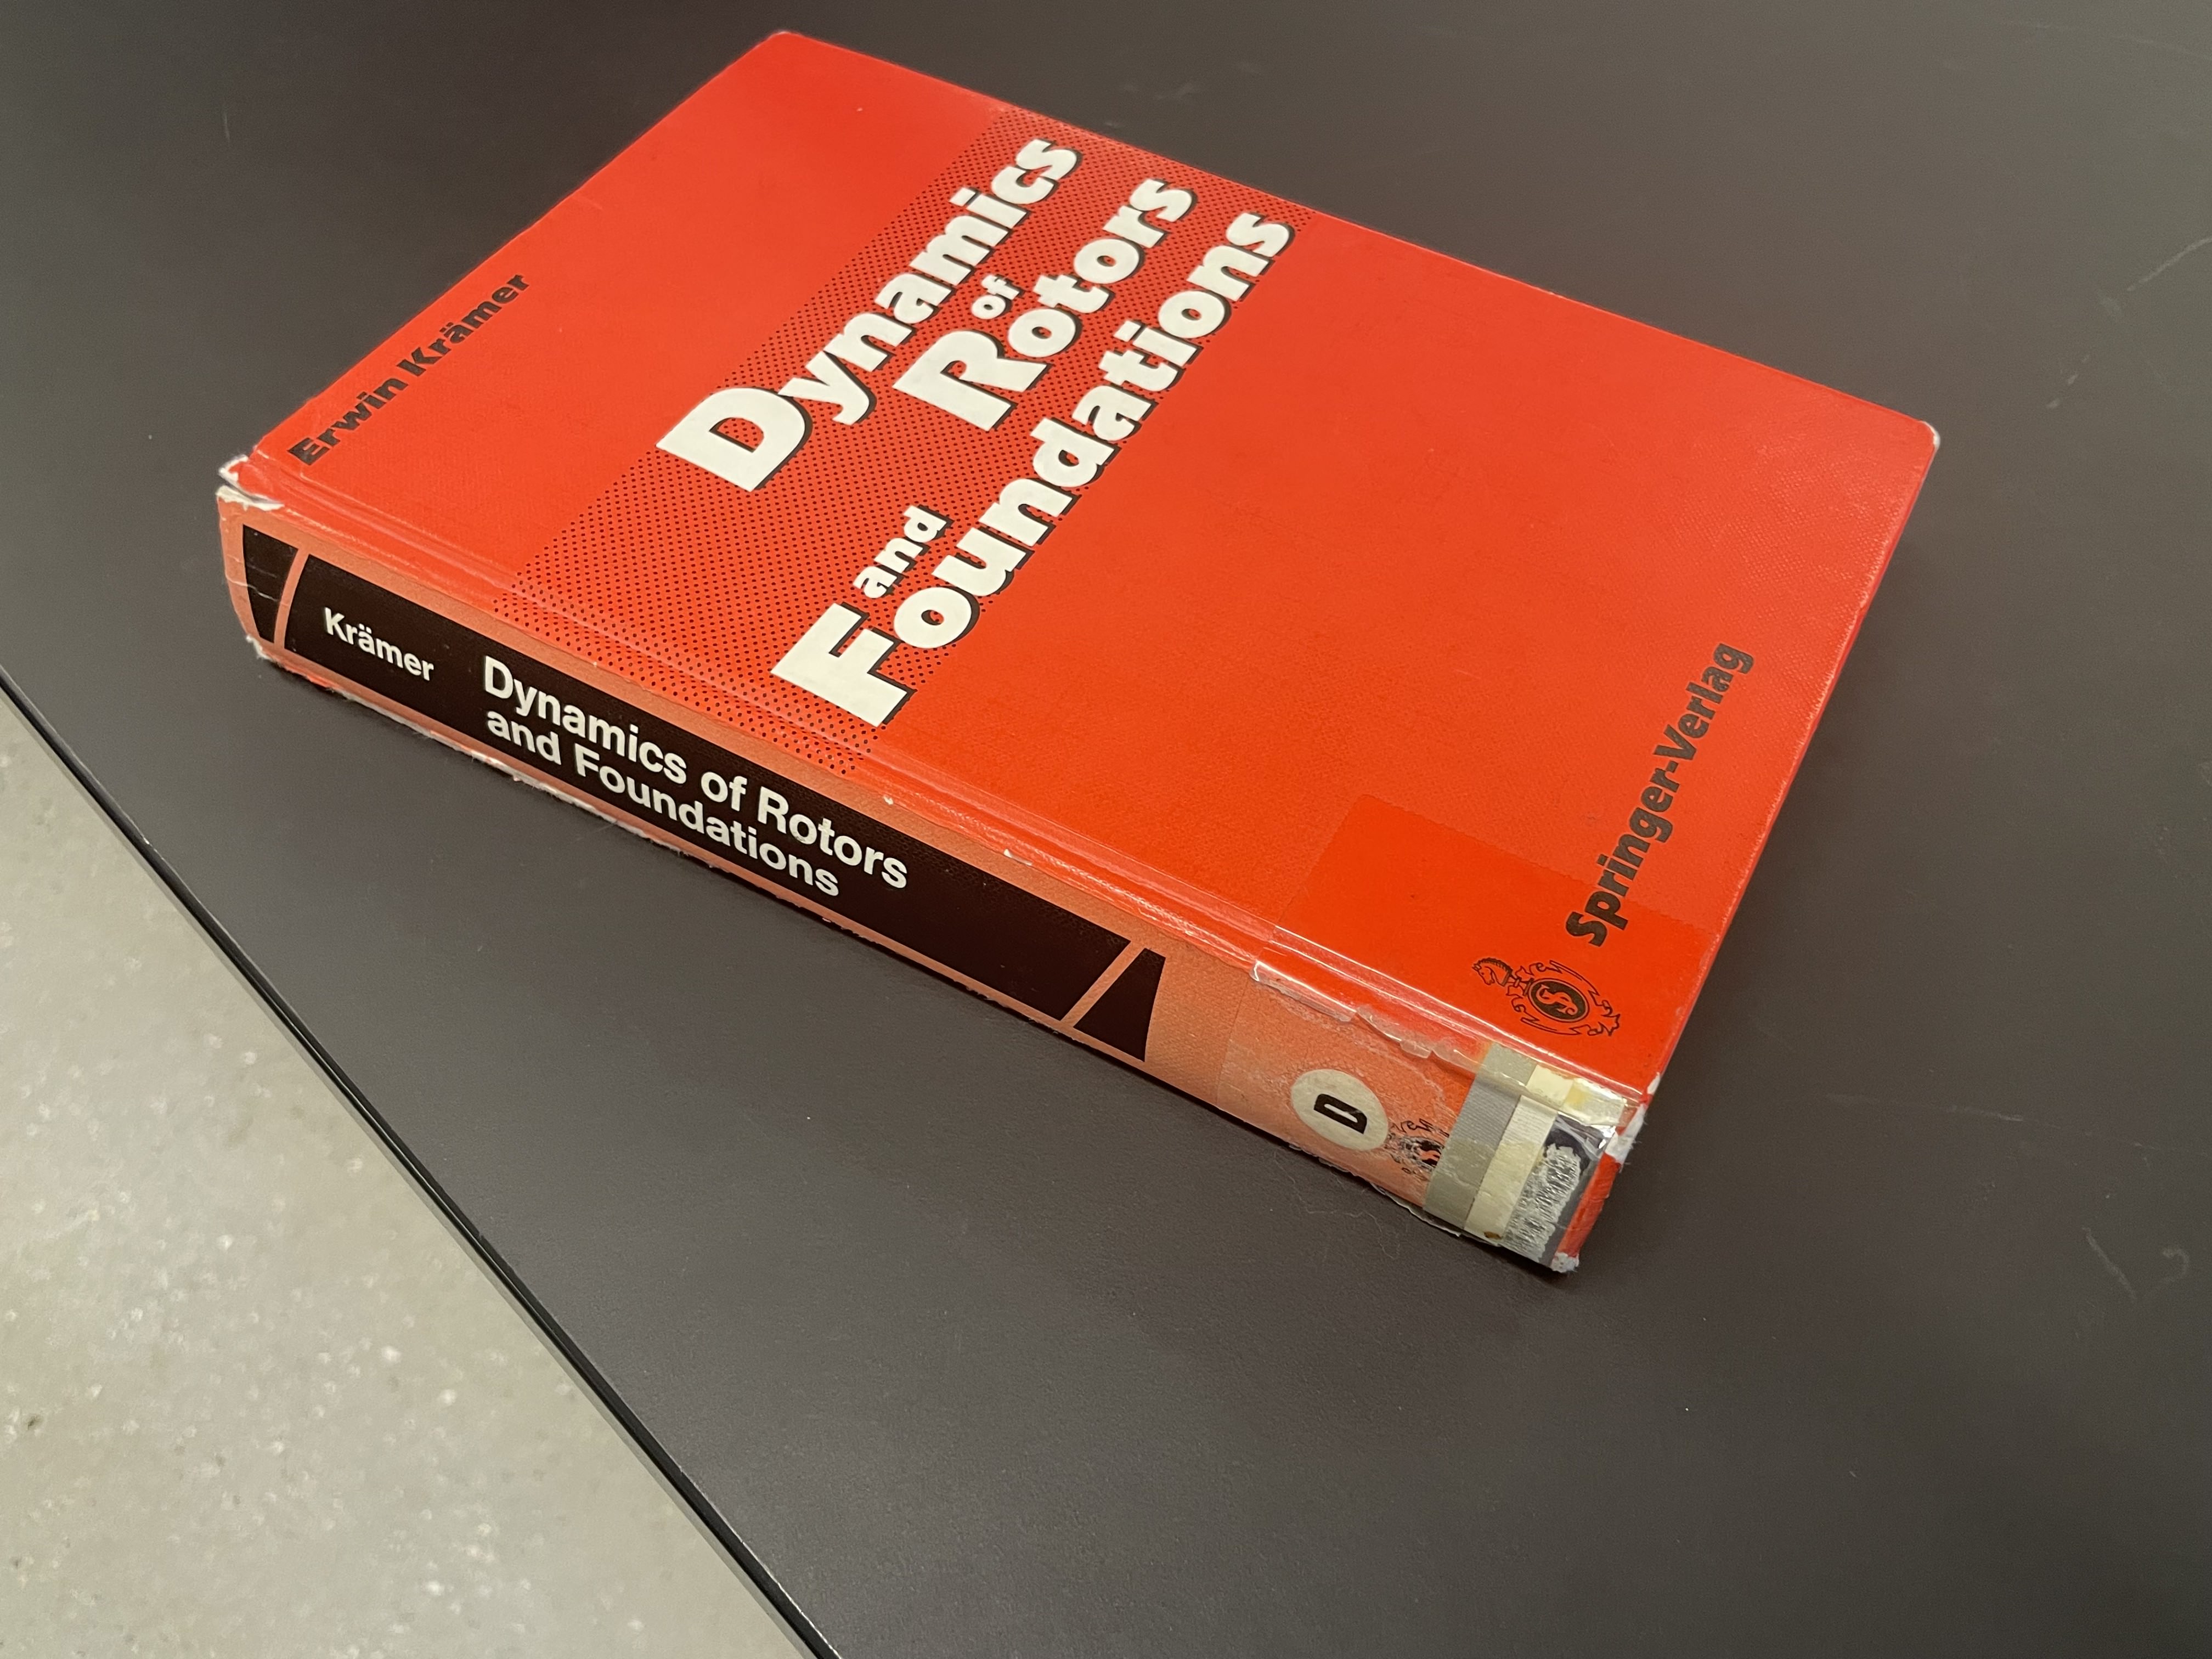 Erwin Krämer
Dynamics
of
Rotors
and
Foundations
Springer-Verlag
Krämer
Dynamics of Rotors
and Foundations
D